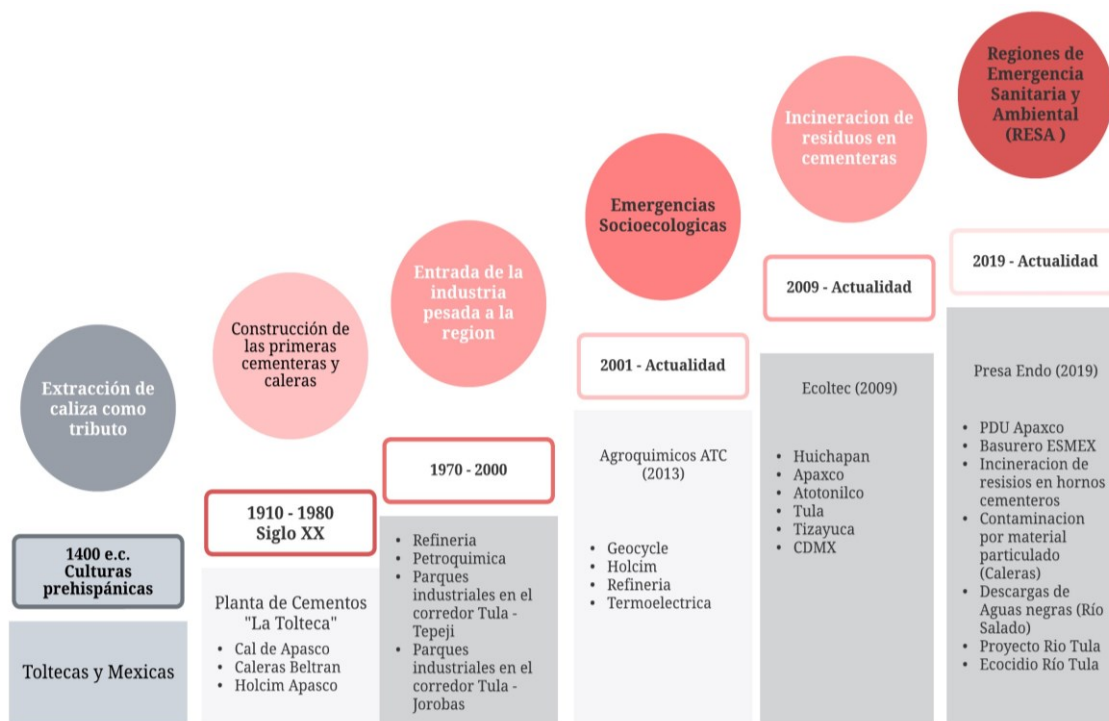 Extracción de
caliza como
tributo
1400 e.c.
Culturas
prehispánicas
Toltecas y Mexicas
Construcción de
las primeras
cementeras y
caleras
1910 - 1980
Siglo XX
Planta de Cementos
"La Tolteca"
• Cal de Apasco
• Caleras Beltran
• Holcim Apasco
Entrada de la
industria
pesada a la
region
1970 - 2000
• Refineria
• Petroquimica
• Parques
industriales en el
corredor Tula -
Tepeji
• Parques
industriales en el
corredor Tula -
Jorobas
Emergencias
Socioecologicas
2001 - Actualidad
Agroquimicos ATC
(2013)
• Geocycle
• Holcim
• Refineria
• Termoelectrica
Incineracion de
residuos en
cementeras
2009 - Actualidad
Ecoltec (2009)
• Huichapan
• Apaxco
• Atotonilco
• Tula
• Tizayuca
• CDMX
Regiones de
Emergencia
Sanitaria y
Ambiental
(RESA )
2019 - Actualidad
Presa Endo (2019)
• PDU Apaxco
• Basurero ESMEX
• Incineracion de
resisios en hornos
cementeros
• Contaminacion
por material
particulado
(Caleras)
• Descargas de
Aguas negras (Río
Salado)
• Proyecto Rio Tula
• Ecocidio Río Tula